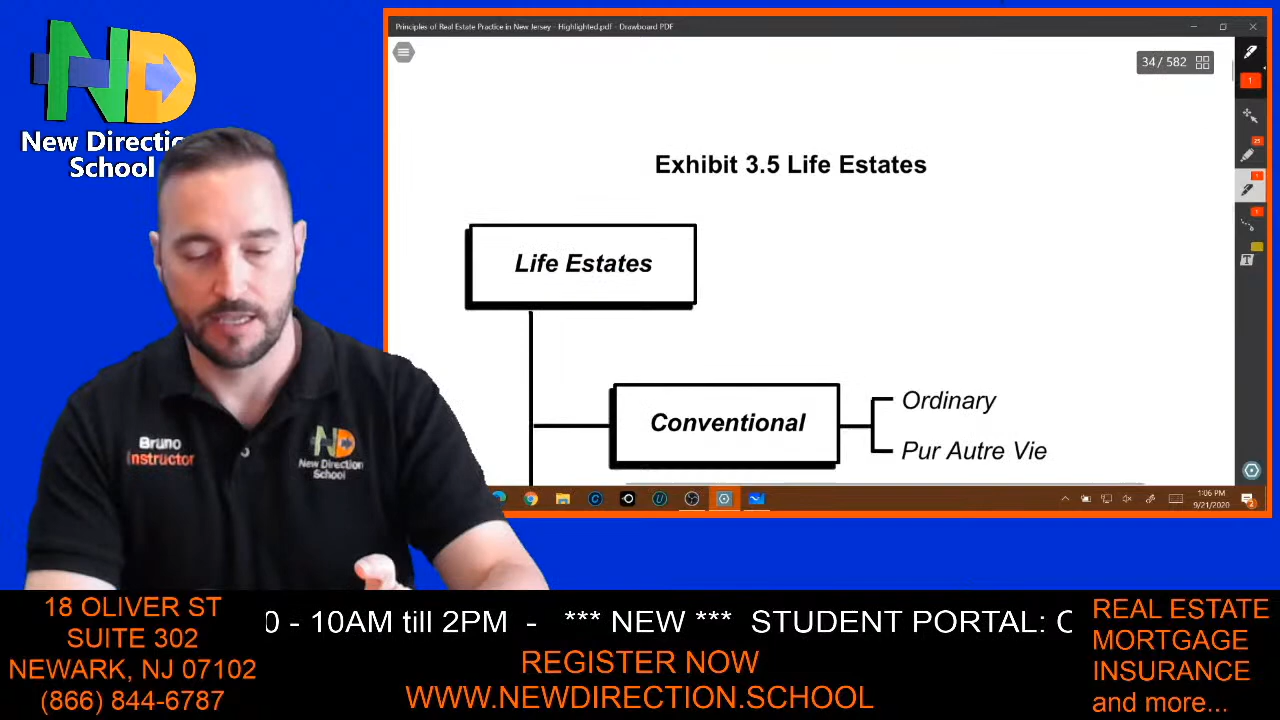 New Directi
School
Bruno
Instructor
New Direction
School
Principles of Real Estate Practice in New Jersey - Highlighted.pdf - Drawboard PDF
34 / 582
Exhibit 3.5 Life Estates
Life Estates
Conventional
Ordinary
Pur Autre Vie
1:06 PM
9/21/2020
18 OLIVER ST
SUITE 302
NEWARK, NJ 07102
(866) 844-6787
0 - 10AM till 2PM - *** NEW *** STUDENT PORTAL: C
REGISTER NOW
WWW.NEWDIRECTION.SCHOOL
REAL ESTATE
MORTGAGE
INSURANCE
and more...